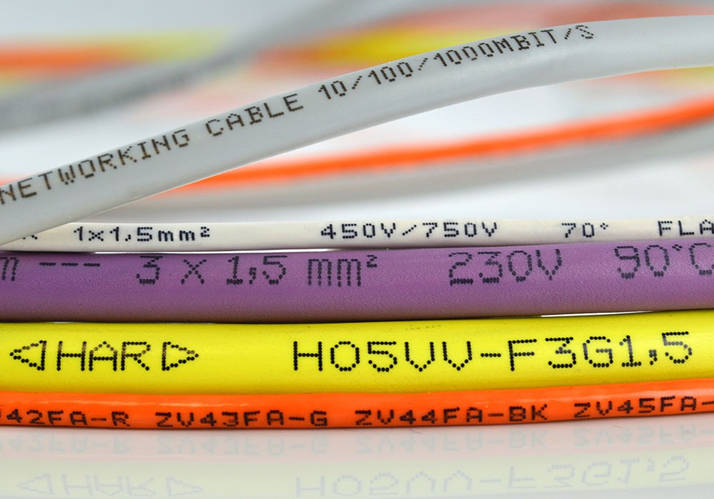 NETWORKING CABLE 10/100/1000MBIT/S
1x1,5mm² 450V/750V 70° FLA
m --- 3 x 1,5 mm² 230V 90°C
◁HAR▷ H05VV-F3G1,5
42FA-R ZV43FA-G ZV44FA-BK ZV45FA-